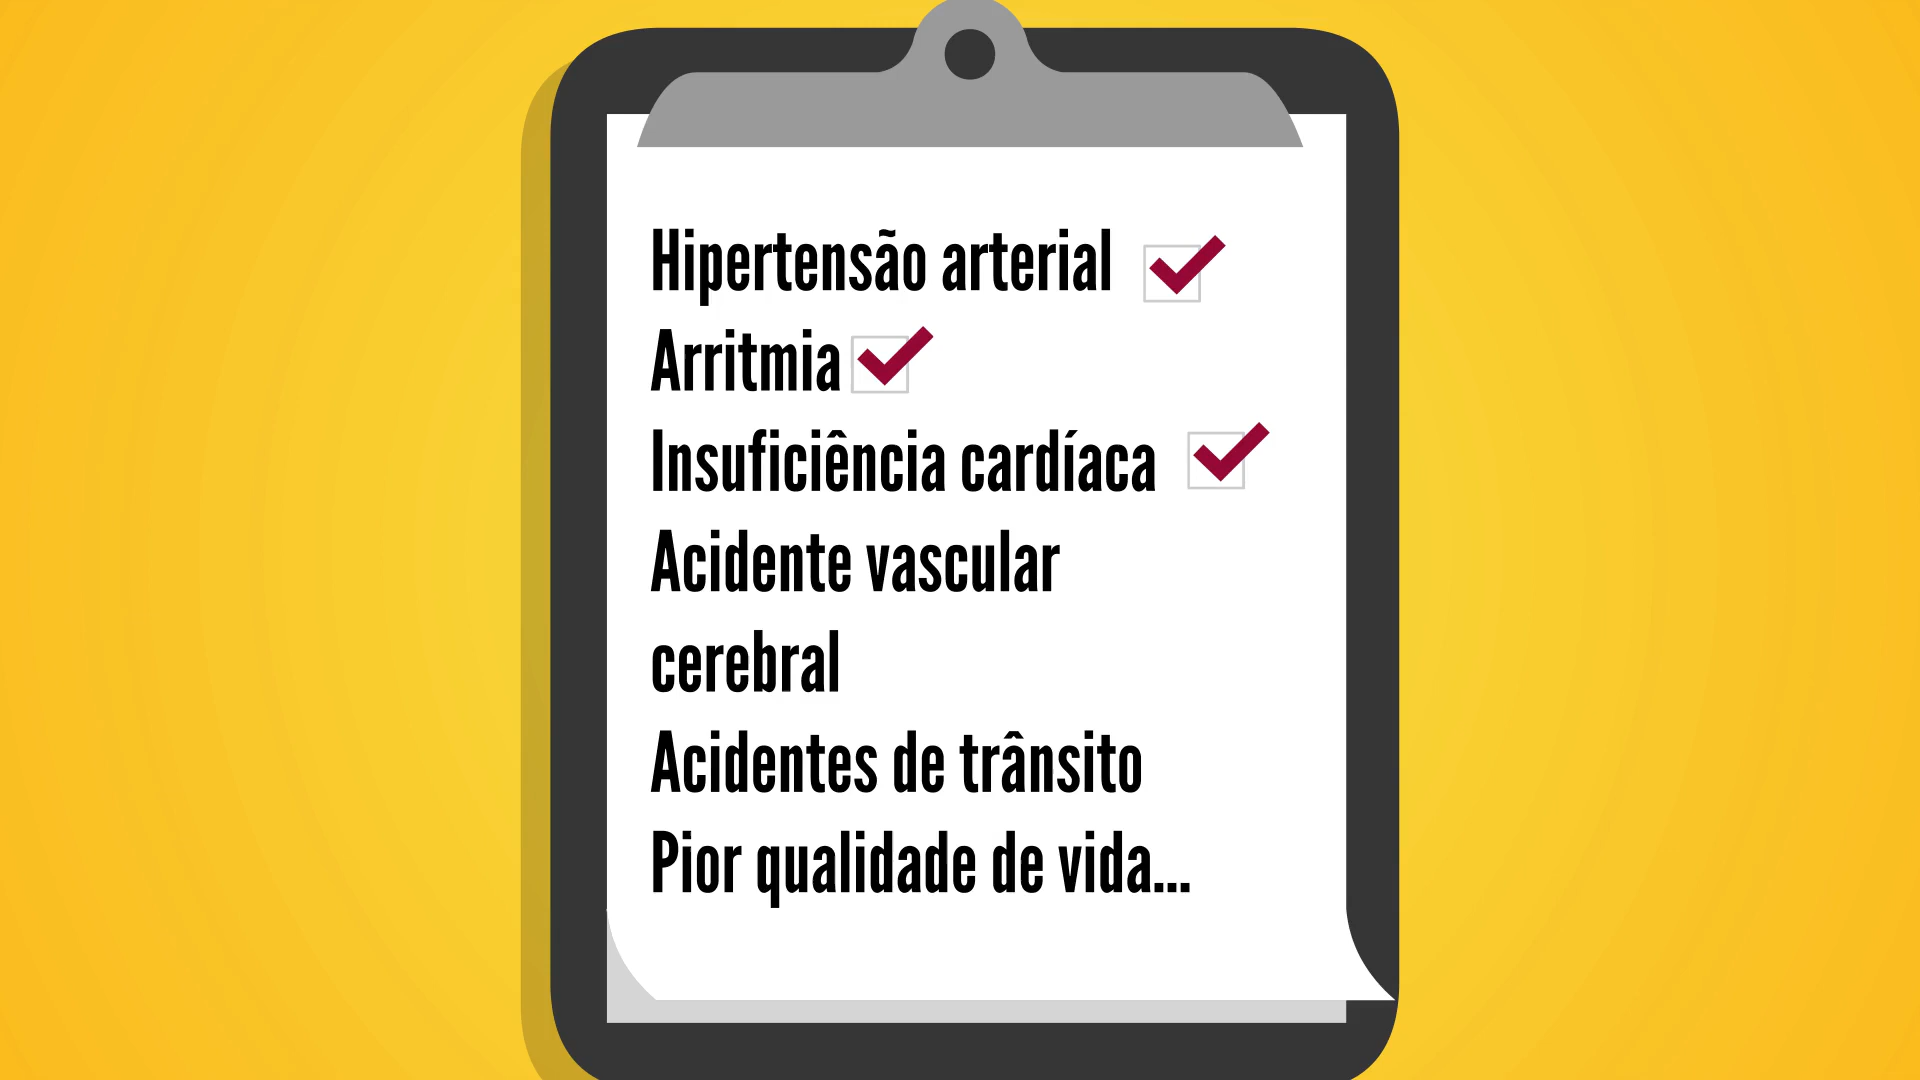 Hipertensão arterial
Arritmia
Insuficiência cardíaca
Acidente vascular
cerebral
Acidentes de trânsito
Pior qualidade de vida...